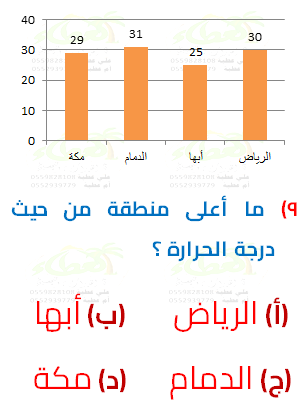 40
30
20
10
0
29
31
25
30
مكة
الدمام
أبها
الرياض
٩) ما أعلى منطقة من حيث
درجة الحرارة ؟
(أ) الرياض (ب) أبها
(ج) الدمام (د) مكة